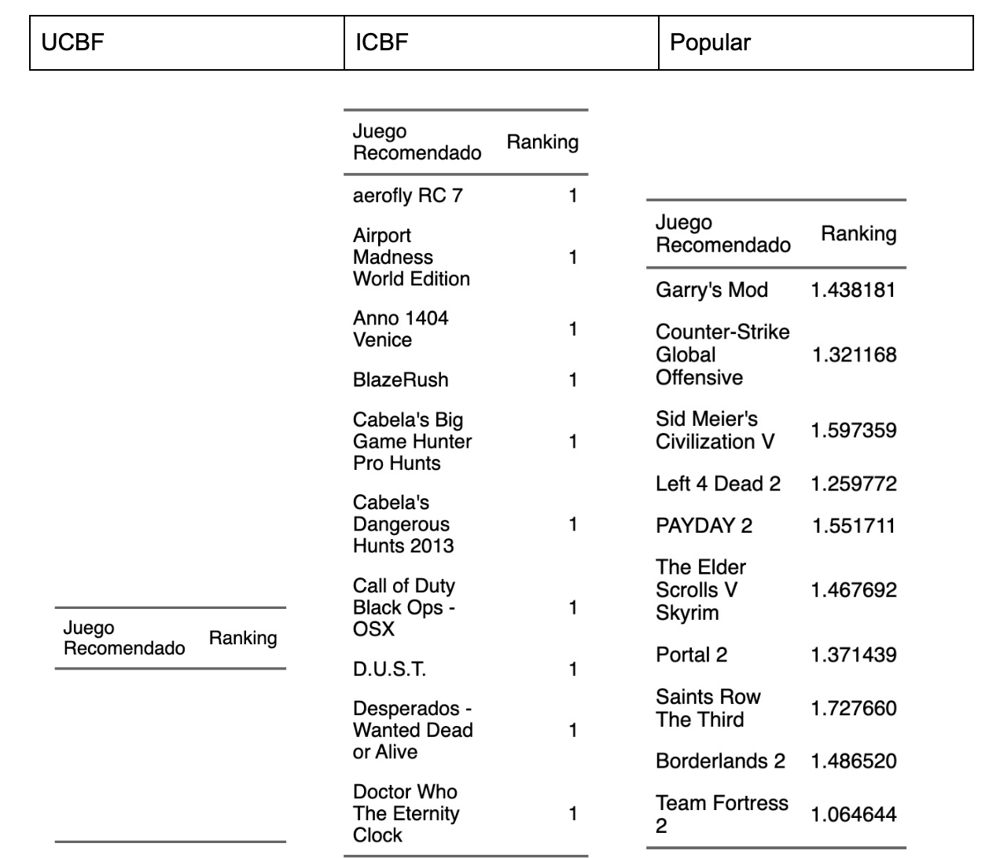 UCBF
ICBF
Popular
Juego
Recomendado
Ranking
Juego
Recomendado
Ranking
aerofly RC 7
1
Airport
Madness
World Edition
1
Anno 1404
Venice
1
BlazeRush
1
Cabela's Big
Game Hunter
Pro Hunts
1
Cabela's
Dangerous
Hunts 2013
1
Call of Duty
Black Ops -
OSX
1
D.U.S.T.
1
Desperados -
Wanted Dead
or Alive
1
Doctor Who
The Eternity
Clock
1
Juego
Recomendado
Ranking
Garry's Mod
1.438181
Counter-Strike
Global
Offensive
1.321168
Sid Meier's
Civilization V
1.597359
Left 4 Dead 2
1.259772
PAYDAY 2
1.551711
The Elder
Scrolls V
Skyrim
1.467692
Portal 2
1.371439
Saints Row
The Third
1.727660
Borderlands 2
1.486520
Team Fortress
2
1.064644